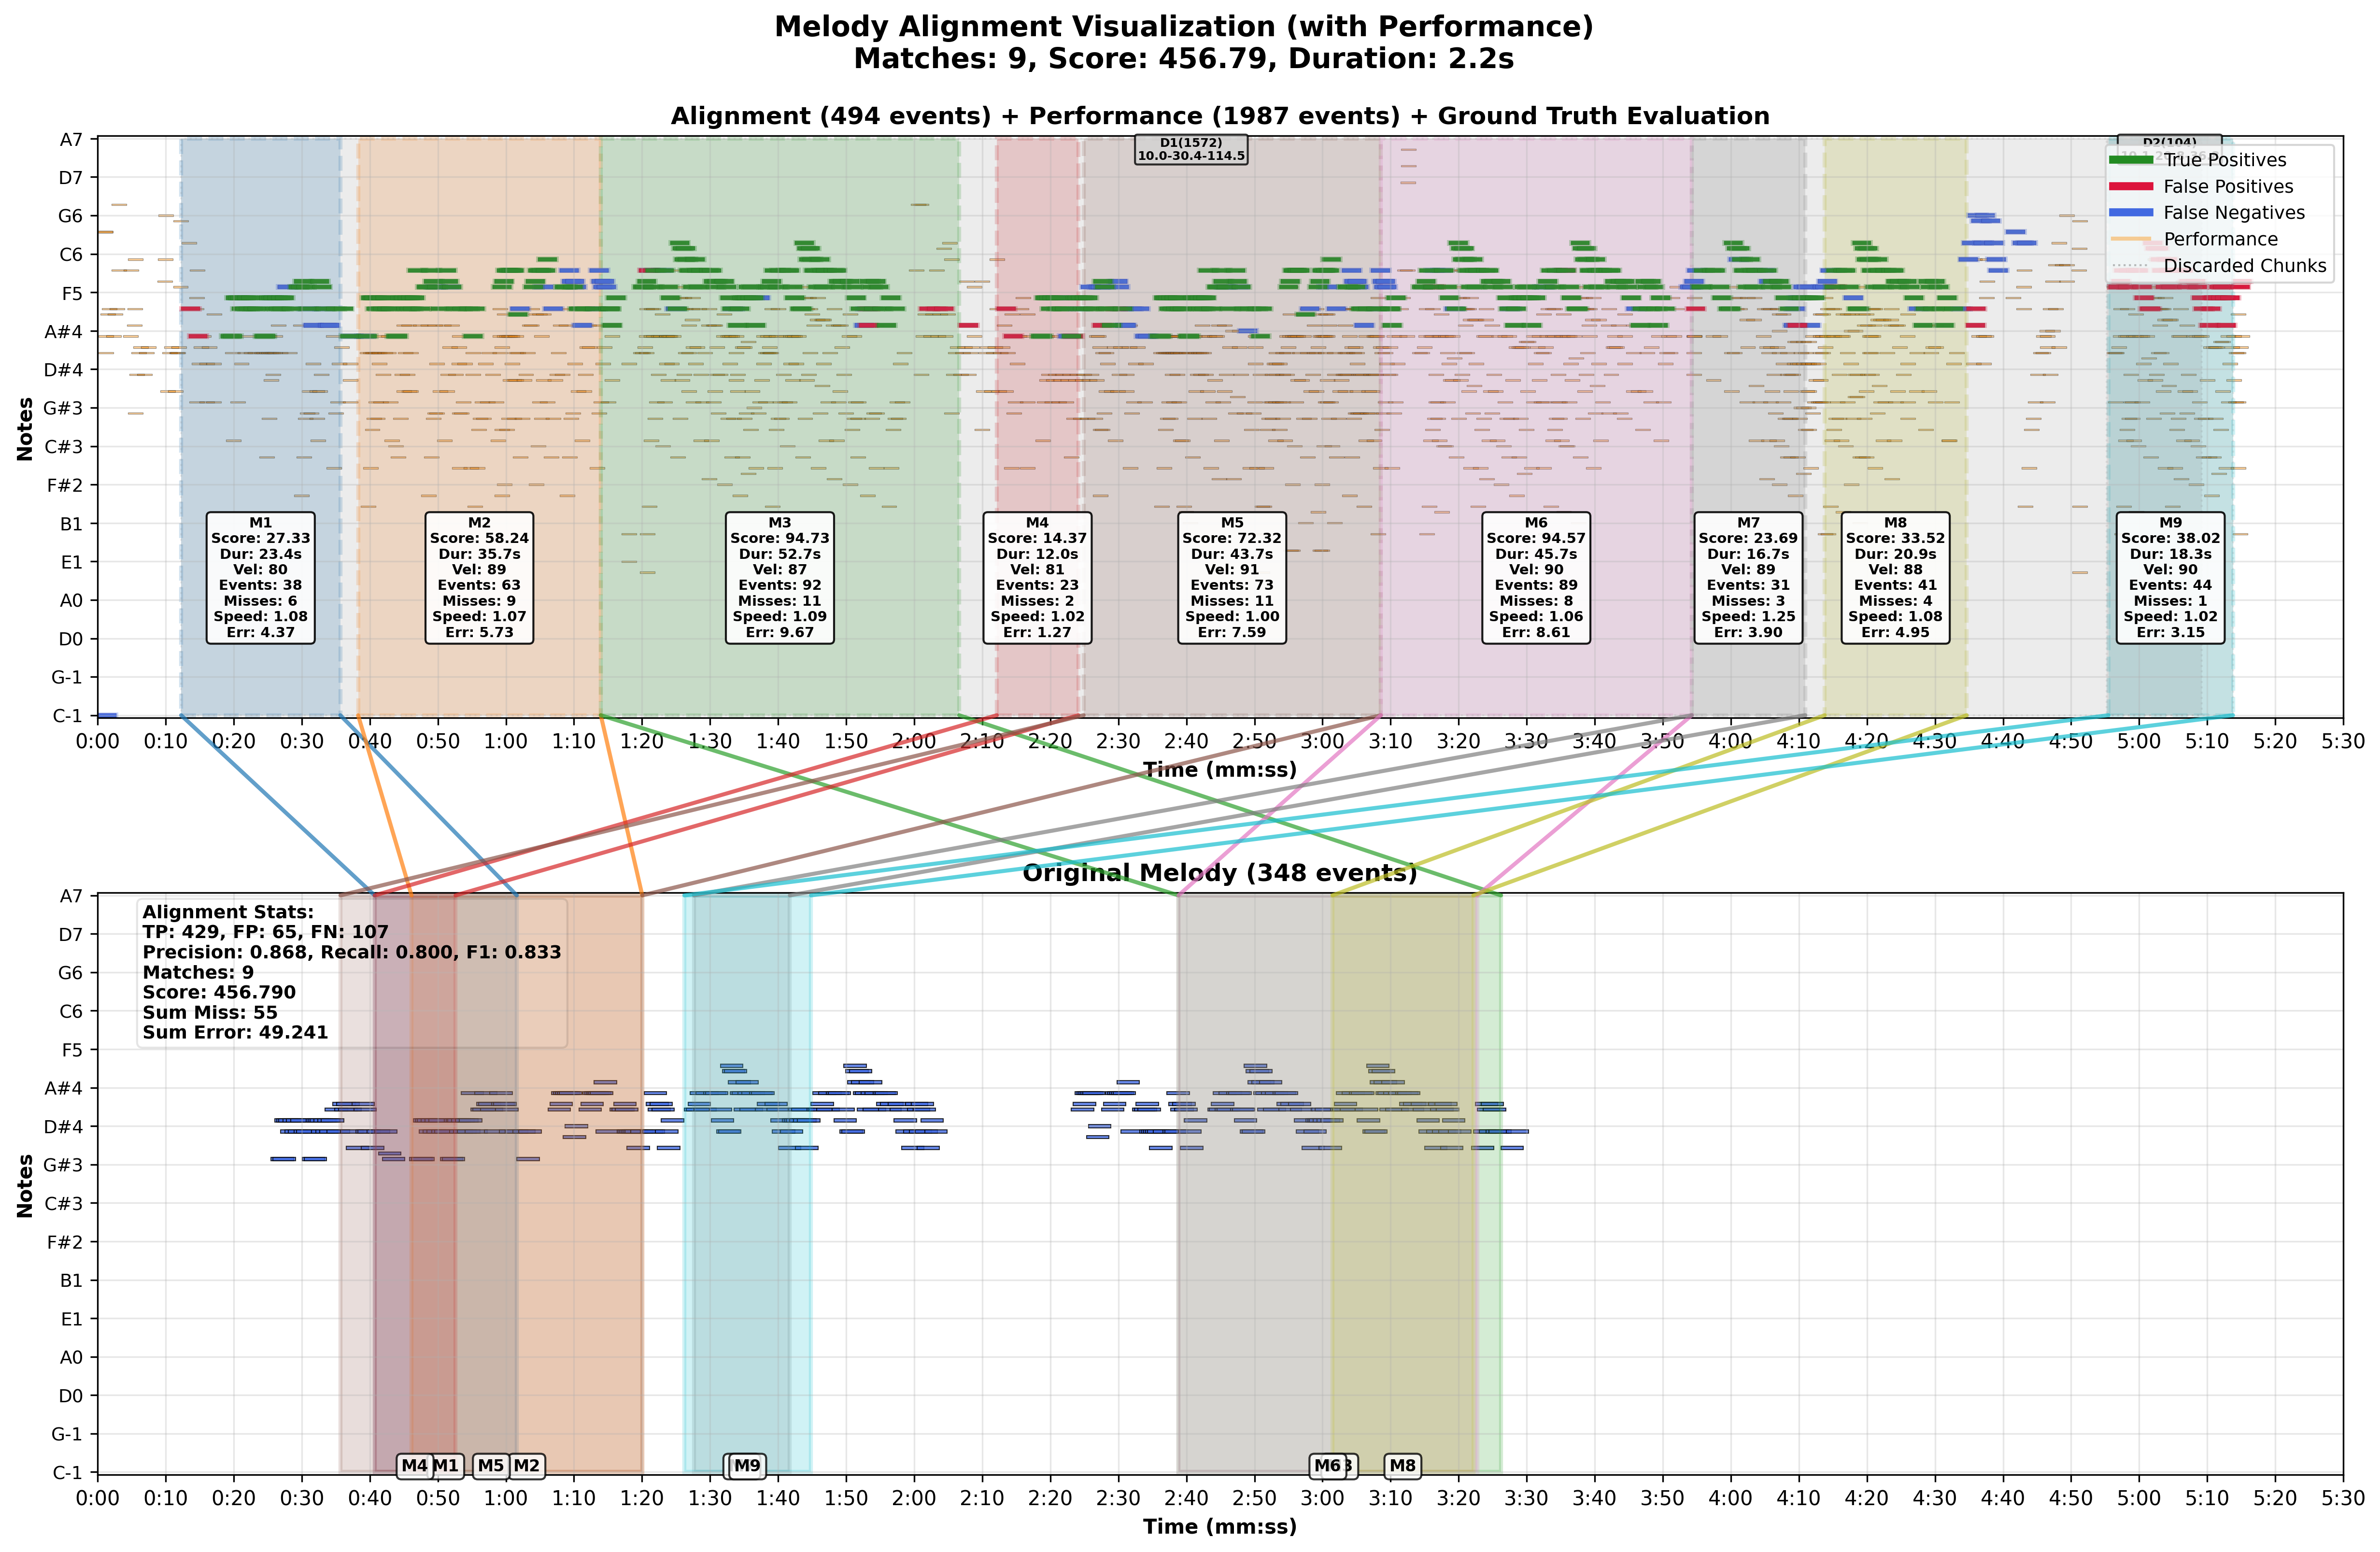 Melody Alignment Visualization (with Performance)
Matches: 9, Score: 456.79, Duration: 2.2s
Alignment (494 events) + Performance (1987 events) + Ground Truth Evaluation
A7
D7
G6
C6
F5
A#4
D#4
G#3
C#3
F#2
B1
E1
A0
D0
G-1
C-1
Notes
D1(1572)
10.0-30.4-114.5
D2(104)
True Positives
False Positives
False Negatives
Performance
Discarded Chunks
M1
Score: 27.33
Dur: 23.4s
Vel: 80
Events: 38
Misses: 6
Speed: 1.08
Err: 4.37
M2
Score: 58.24
Dur: 35.7s
Vel: 89
Events: 63
Misses: 9
Speed: 1.07
Err: 5.73
M3
Score: 94.73
Dur: 52.7s
Vel: 87
Events: 92
Misses: 11
Speed: 1.09
Err: 9.67
M4
Score: 14.37
Dur: 12.0s
Vel: 81
Events: 23
Misses: 2
Speed: 1.02
Err: 1.27
M5
Score: 72.32
Dur: 43.7s
Vel: 91
Events: 73
Misses: 11
Speed: 1.00
Err: 7.59
M6
Score: 94.57
Dur: 45.7s
Vel: 90
Events: 89
Misses: 8
Speed: 1.06
Err: 8.61
M7
Score: 23.69
Dur: 16.7s
Vel: 89
Events: 31
Misses: 3
Speed: 1.25
Err: 3.90
M8
Score: 33.52
Dur: 20.9s
Vel: 88
Events: 41
Misses: 4
Speed: 1.08
Err: 4.95
M9
Score: 38.02
Dur: 18.3s
Vel: 90
Events: 44
Misses: 1
Speed: 1.02
Err: 3.15
0:00 0:10 0:20 0:30 0:40 0:50 1:00 1:10 1:20 1:30 1:40 1:50 2:00 2:10 2:20 2:30 2:40 2:50 3:00 3:10 3:20 3:30 3:40 3:50 4:00 4:10 4:20 4:30 4:40 4:50 5:00 5:10 5:20 5:30
Time (mm:ss)
Original Melody (348 events)
A7
D7
G6
C6
F5
A#4
D#4
G#3
C#3
F#2
B1
E1
A0
D0
G-1
C-1
Notes
Alignment Stats:
TP: 429, FP: 65, FN: 107
Precision: 0.868, Recall: 0.800, F1: 0.833
Matches: 9
Score: 456.790
Sum Miss: 55
Sum Error: 49.241
M4 M1 M5 M2 M9 M6 3 M8
0:00 0:10 0:20 0:30 0:40 0:50 1:00 1:10 1:20 1:30 1:40 1:50 2:00 2:10 2:20 2:30 2:40 2:50 3:00 3:10 3:20 3:30 3:40 3:50 4:00 4:10 4:20 4:30 4:40 4:50 5:00 5:10 5:20 5:30
Time (mm:ss)